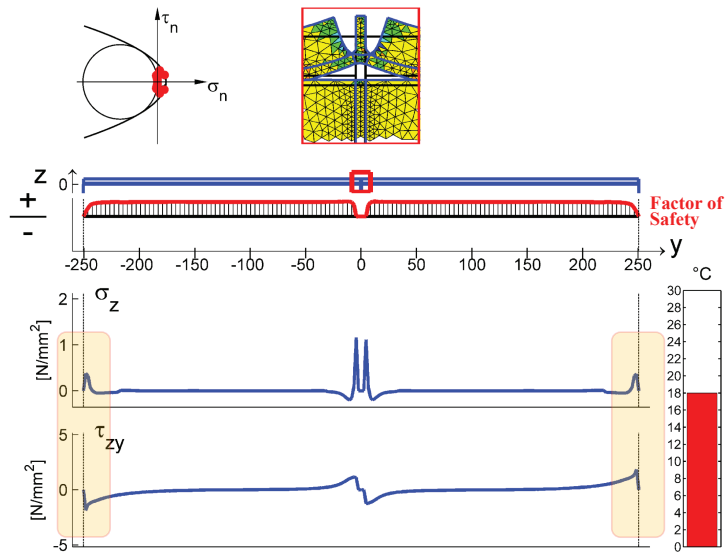 τn
σn
z
0
+
-
Factor of
Safety
-250 -200 -150 -100 -50 0 50 100 150 200 250
y
°C
σz
[N/mm²]
2
1
0
τzy
[N/mm²]
5
0
-5
30
28
26
24
22
20
18
16
14
12
10
8
6
4
2
0